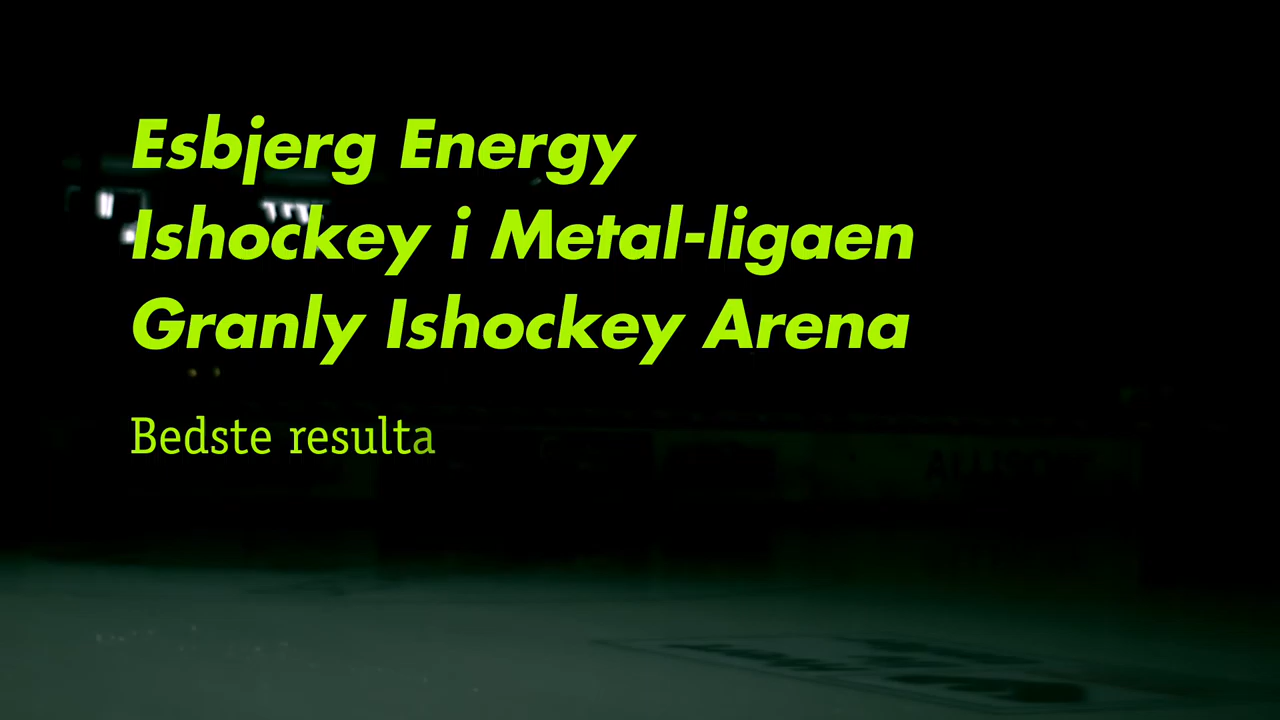 Esbjerg Energy
Ishockey i Metal-ligaen
Granly Ishockey Arena
Bedste resulta